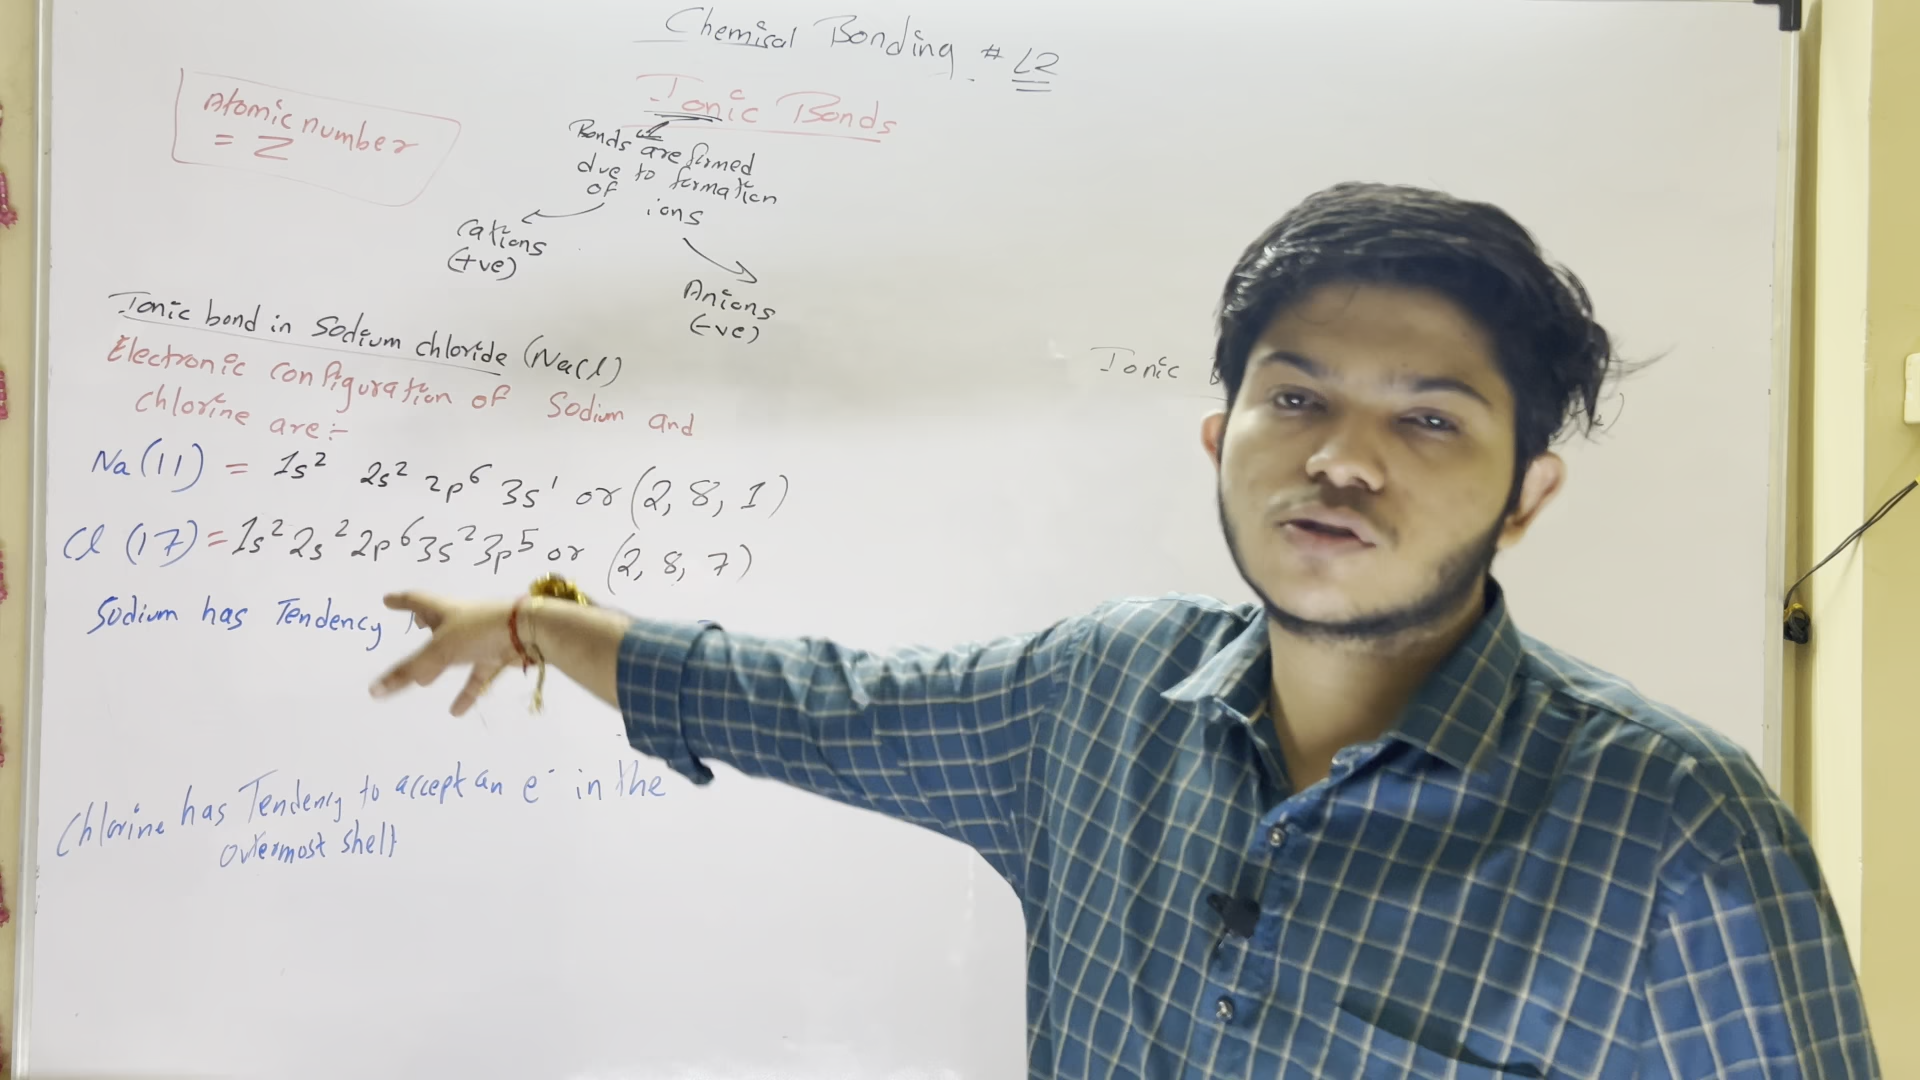 Chemical Bonding # L2
Ionic Bonds
Atomic number
= Z
Bonds are formed
due to formation
of ions
Cations
(+ve)
Anions
(-ve)
Ionic bond in Sodium chloride (NaCl)
Electronic configuration of Sodium and
chlorine are:-
Na (11) = 1s² 2s² 2p⁶ 3s¹ or (2, 8, 1)
Cl (17) = 1s² 2s² 2p⁶ 3s² 3p⁵ or (2, 8, 7)
Sodium has Tendency
Chlorine has Tendency to accept an e⁻ in the
outermost shell
Ionic